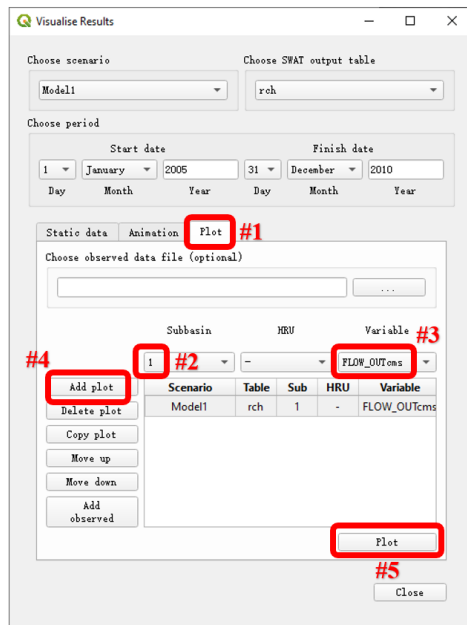 Visualise Results
Choose scenario Choose SWAT output table
Model1 rch
Choose period
Start date Finish date
1 January 2005 31 December 2010
Day Month Year Day Month Year
Static data Animation Plot #1
Choose observed data file (optional)
...
Subbasin HRU Variable #3
#4 1 #2 - FLOW_OUTcms
Add plot Scenario Table Sub HRU Variable
Delete plot Model1 rch 1 - FLOW_OUTcms
Copy plot
Move up
Move down
Add
observed
Plot
#5
Close